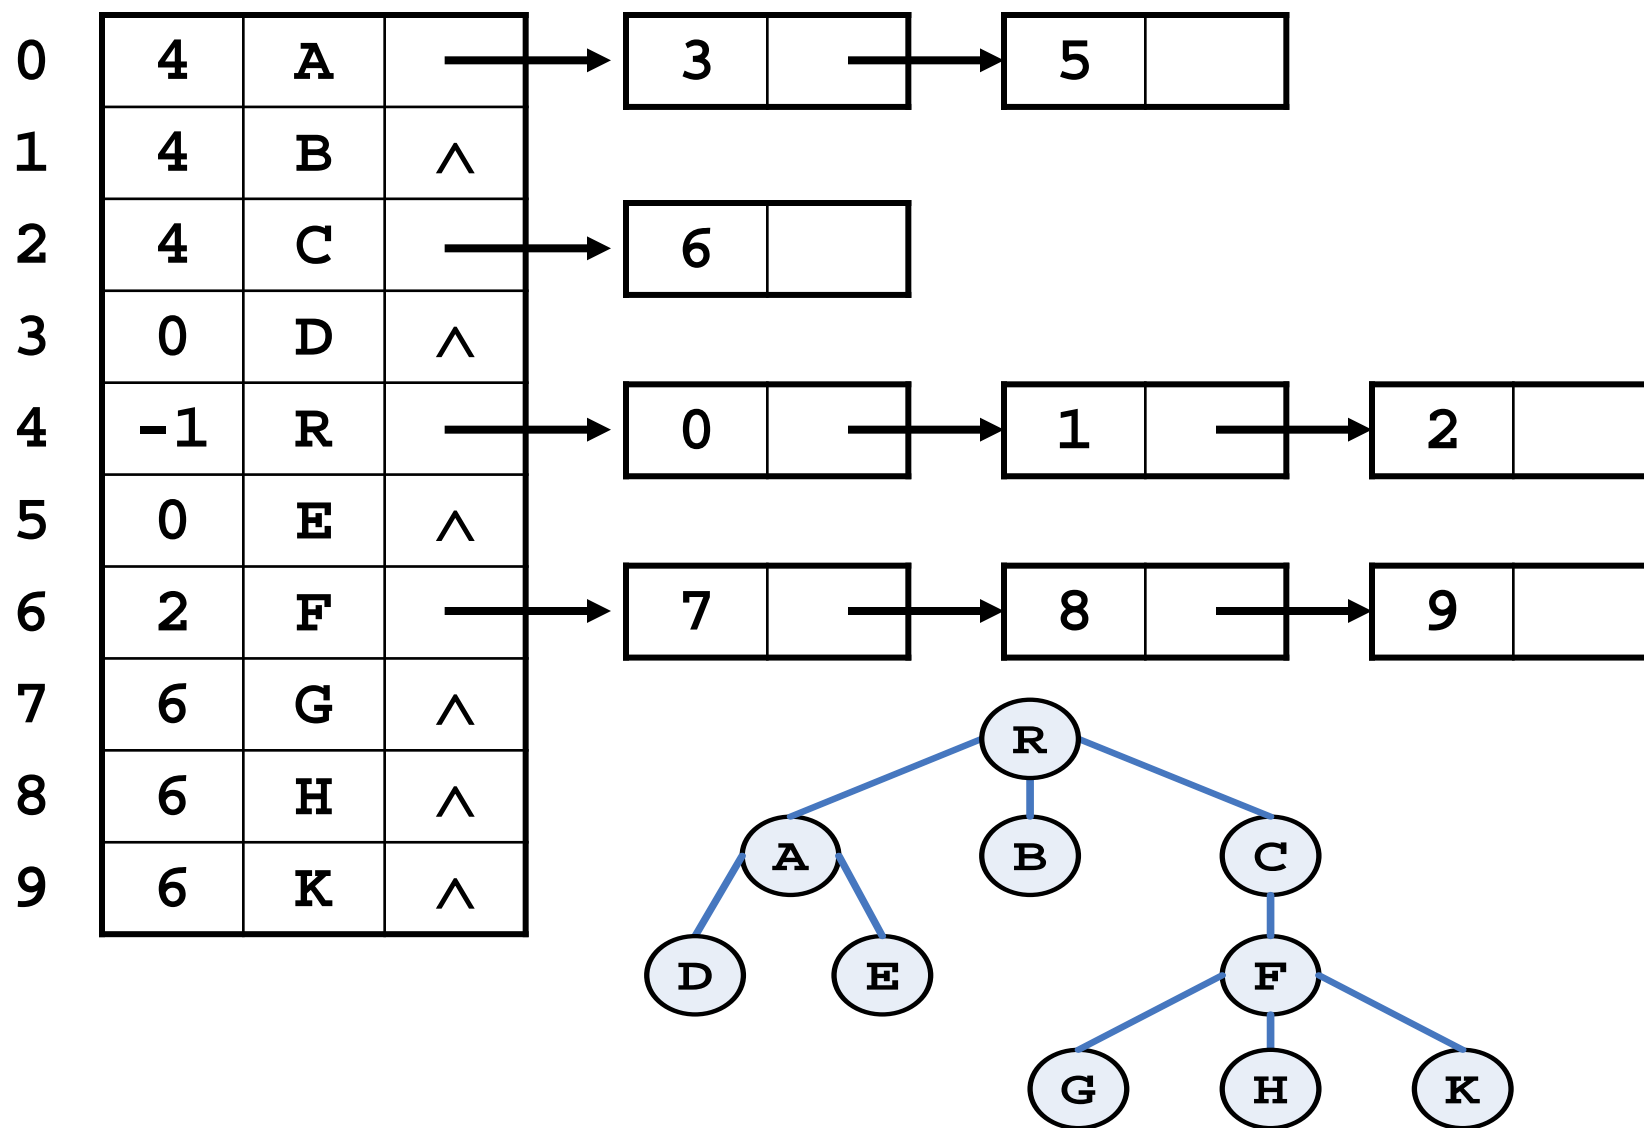 0 4 A 3 5
1 4 B ∧
2 4 C 6
3 0 D ∧
4 -1 R 0 1 2
5 0 E ∧
6 2 F 7 8 9
7 6 G ∧
8 6 H ∧
9 6 K ∧
R
A B C
D E F
G H K